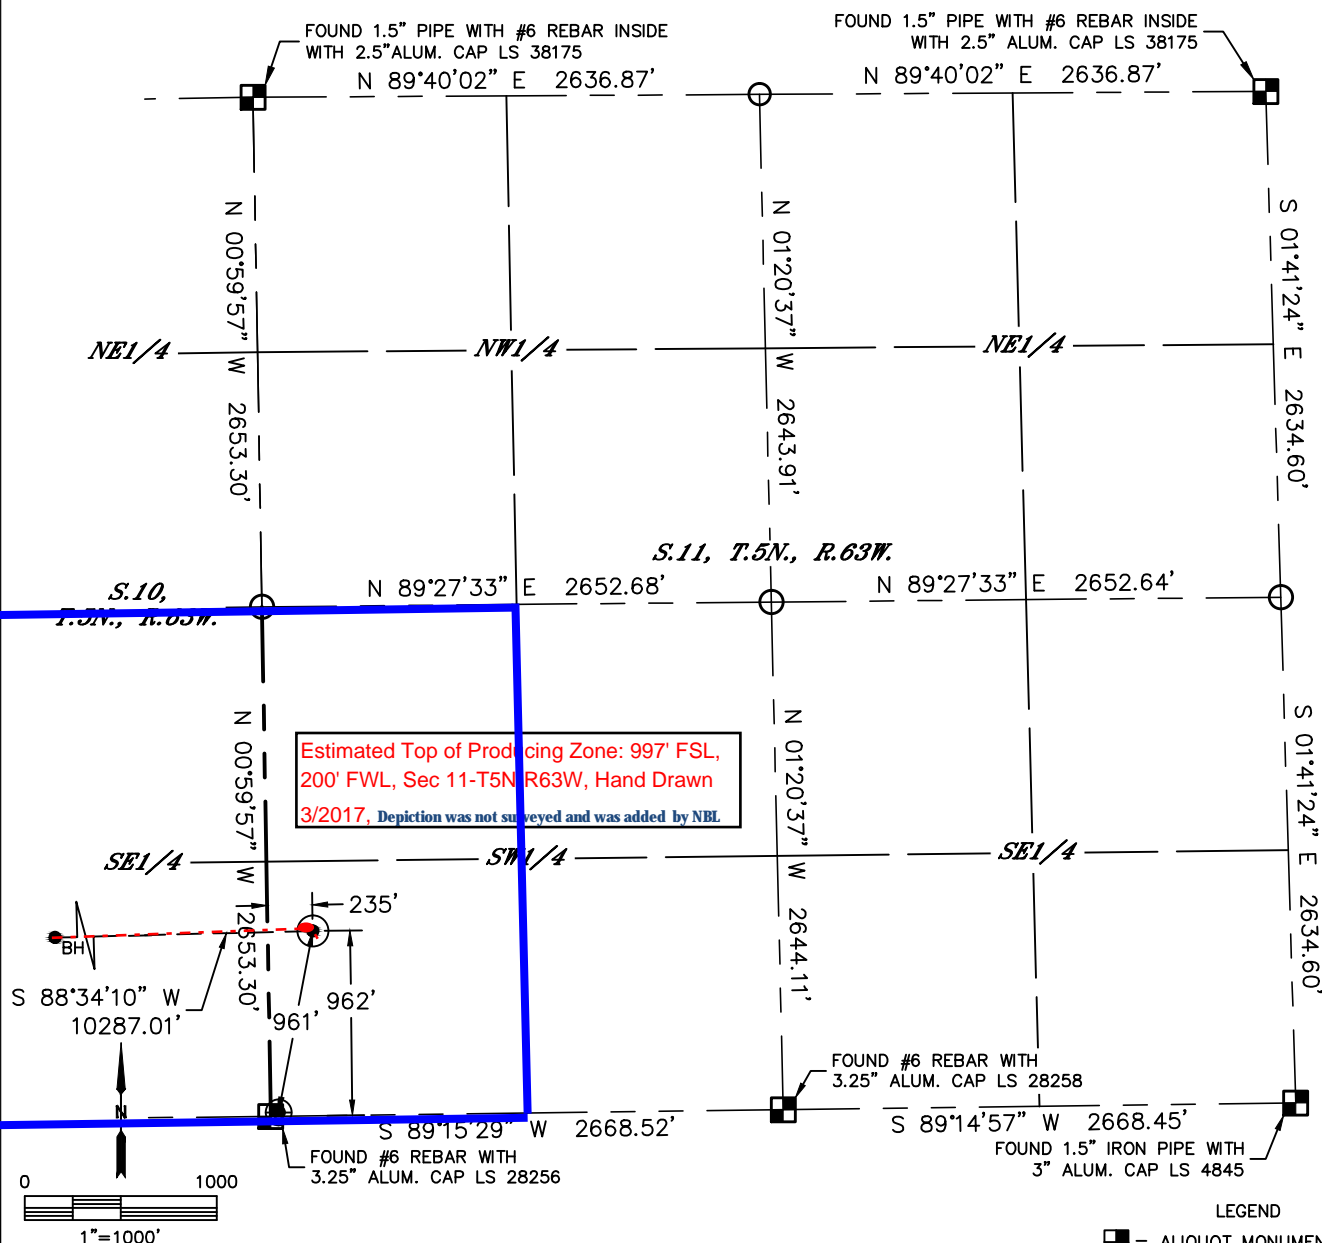 FOUND 1.5" PIPE WITH #6 REBAR INSIDE
WITH 2.5"ALUM. CAP LS 38175
FOUND 1.5" PIPE WITH #6 REBAR INSIDE
WITH 2.5" ALUM. CAP LS 38175
N 89°40'02" E 2636.87'
N 89°40'02" E 2636.87'
N 00°59'57" W 2653.30'
N 01°20'37" W 2643.91'
S 01°41'24" E 2634.60'
NE1/4
NW1/4
NE1/4
S.11, T.5N., R.63W.
S.10,
T.5N., R.63W.
N 89°27'33" E 2652.68'
N 89°27'33" E 2652.64'
N 00°59'57" W 2653.30'
Estimated Top of Producing Zone: 997' FSL,
200' FWL, Sec 11-T5N R63W, Hand Drawn
3/2017, Depiction was not surveyed and was added by NBL
N 01°20'37" W 2644.11'
S 01°41'24" E 2634.60'
SE1/4
SW1/4
SE1/4
235'
BH
S 88°34'10" W
10287.01'
961'
962'
N
FOUND #6 REBAR WITH
3.25" ALUM. CAP LS 28258
S 89°15'29" W 2668.52'
S 89°14'57" W 2668.45'
FOUND #6 REBAR WITH
3.25" ALUM. CAP LS 28256
FOUND 1.5" IRON PIPE WITH
3" ALUM. CAP LS 4845
0 1000
1"=1000'
LEGEND
= ALIQUOT MONUMEN